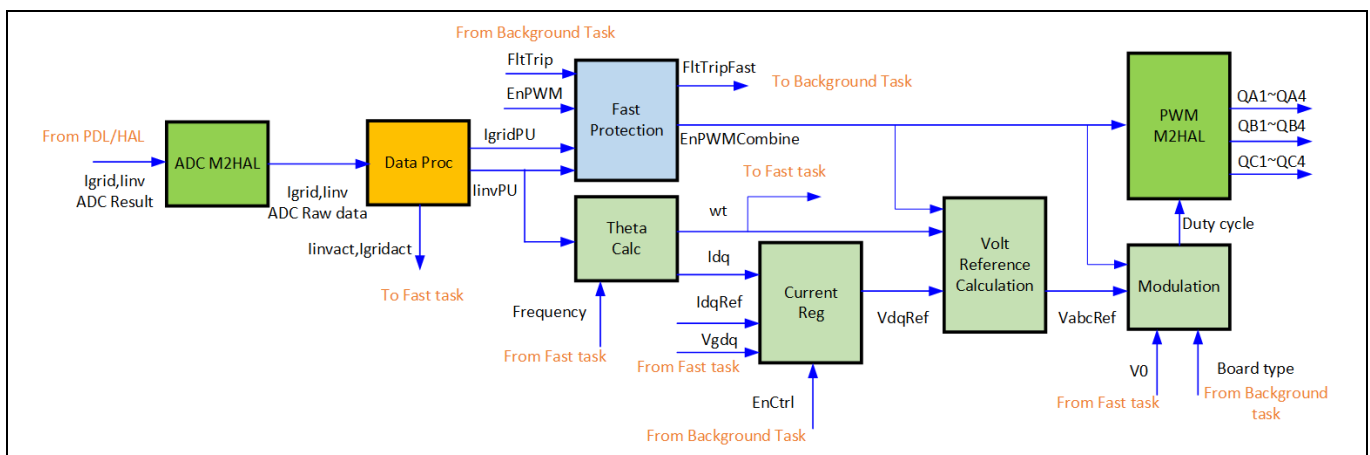 From Background Task
FltTrip
EnPWM
Fast
Protection
FltTripFast
To Background Task
EnPWMCombine
PWM
M2HAL
QA1~QA4
QB1~QB4
QC1~QC4
From PDL/HAL
Igrid,Iinv
ADC Result
ADC M2HAL
Igrid,Iinv
ADC Raw data
Data Proc
IgridPU
IinvPU
Iinvact,Igridact
To Fast task
Theta
Calc
Frequency
From Fast task
wt
To Fast task
Idq
IdqRef
Vgdq
From Fast task
Current
Reg
EnCtrl
From Background Task
VdqRef
Volt
Reference
Calculation
VabcRef
Duty cycle
Modulation
V0
From Fast task
Board type
From Background
task